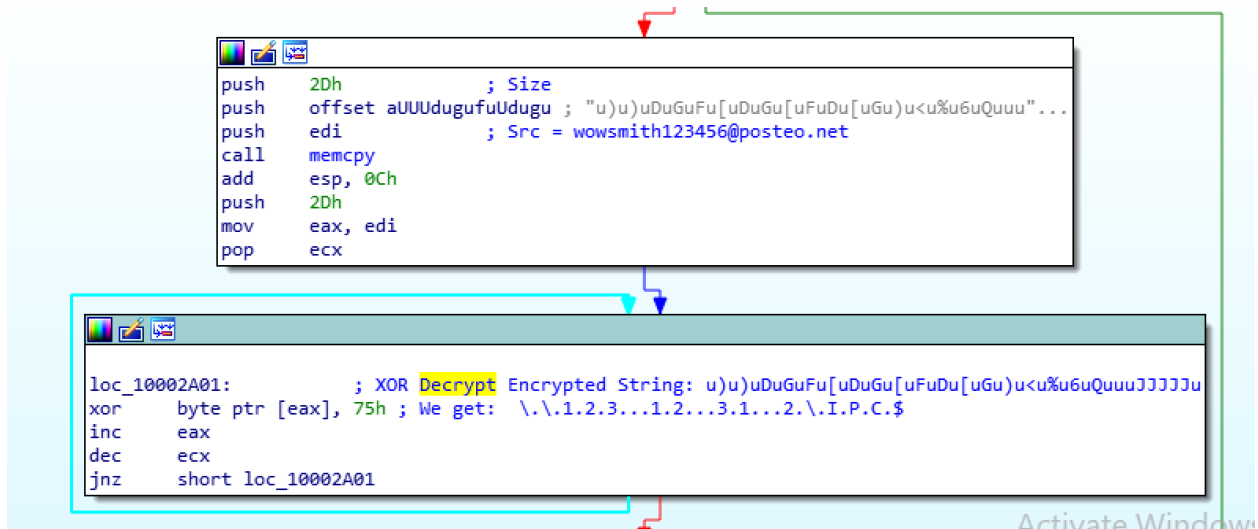 push 2Dh ; Size
push offset aUUUdugufuUdugu ; "u)u)uDuGuFu[uDuGu[uFuDu[uGu)u<u%u6uQuuu"...
push edi ; Src = wowsmith123456@posteo.net
call memcpy
add esp, 0Ch
push 2Dh
mov eax, edi
pop ecx
loc_10002A01: ; XOR Decrypt Encrypted String: u)u)uDuGuFu[uDuGu[uFuDu[uGu)u<u%u6uQuuuJJJJJu
xor byte ptr [eax], 75h ; We get: \.\.1.2.3...1.2...3.1...2.\.I.P.C.$
inc eax
dec ecx
jnz short loc_10002A01
Activate Windows